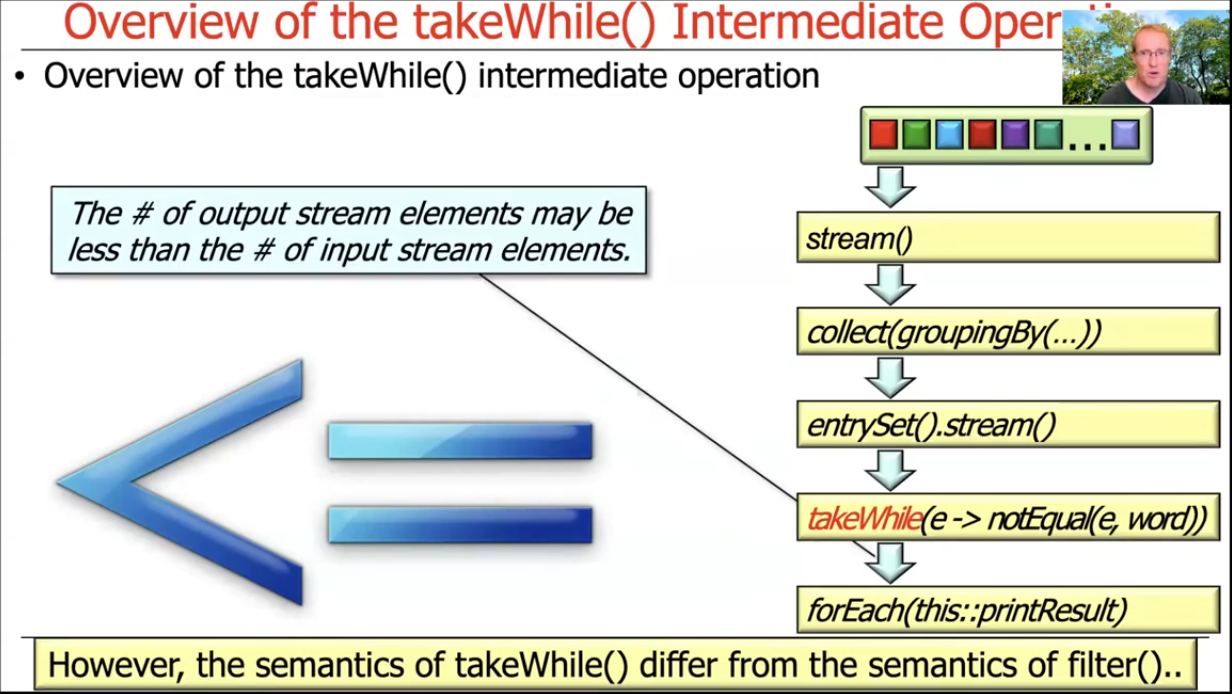 Overview of the takeWhile() Intermediate
• Overview of the takeWhile() intermediate operation
The # of output stream elements may be
less than the # of input stream elements.
...
stream()
collect(groupingBy(...))
entrySet().stream()
takeWhile(e -> notEqual(e, word))
forEach(this::printResult)
However, the semantics of takeWhile() differ from the semantics of filter()..